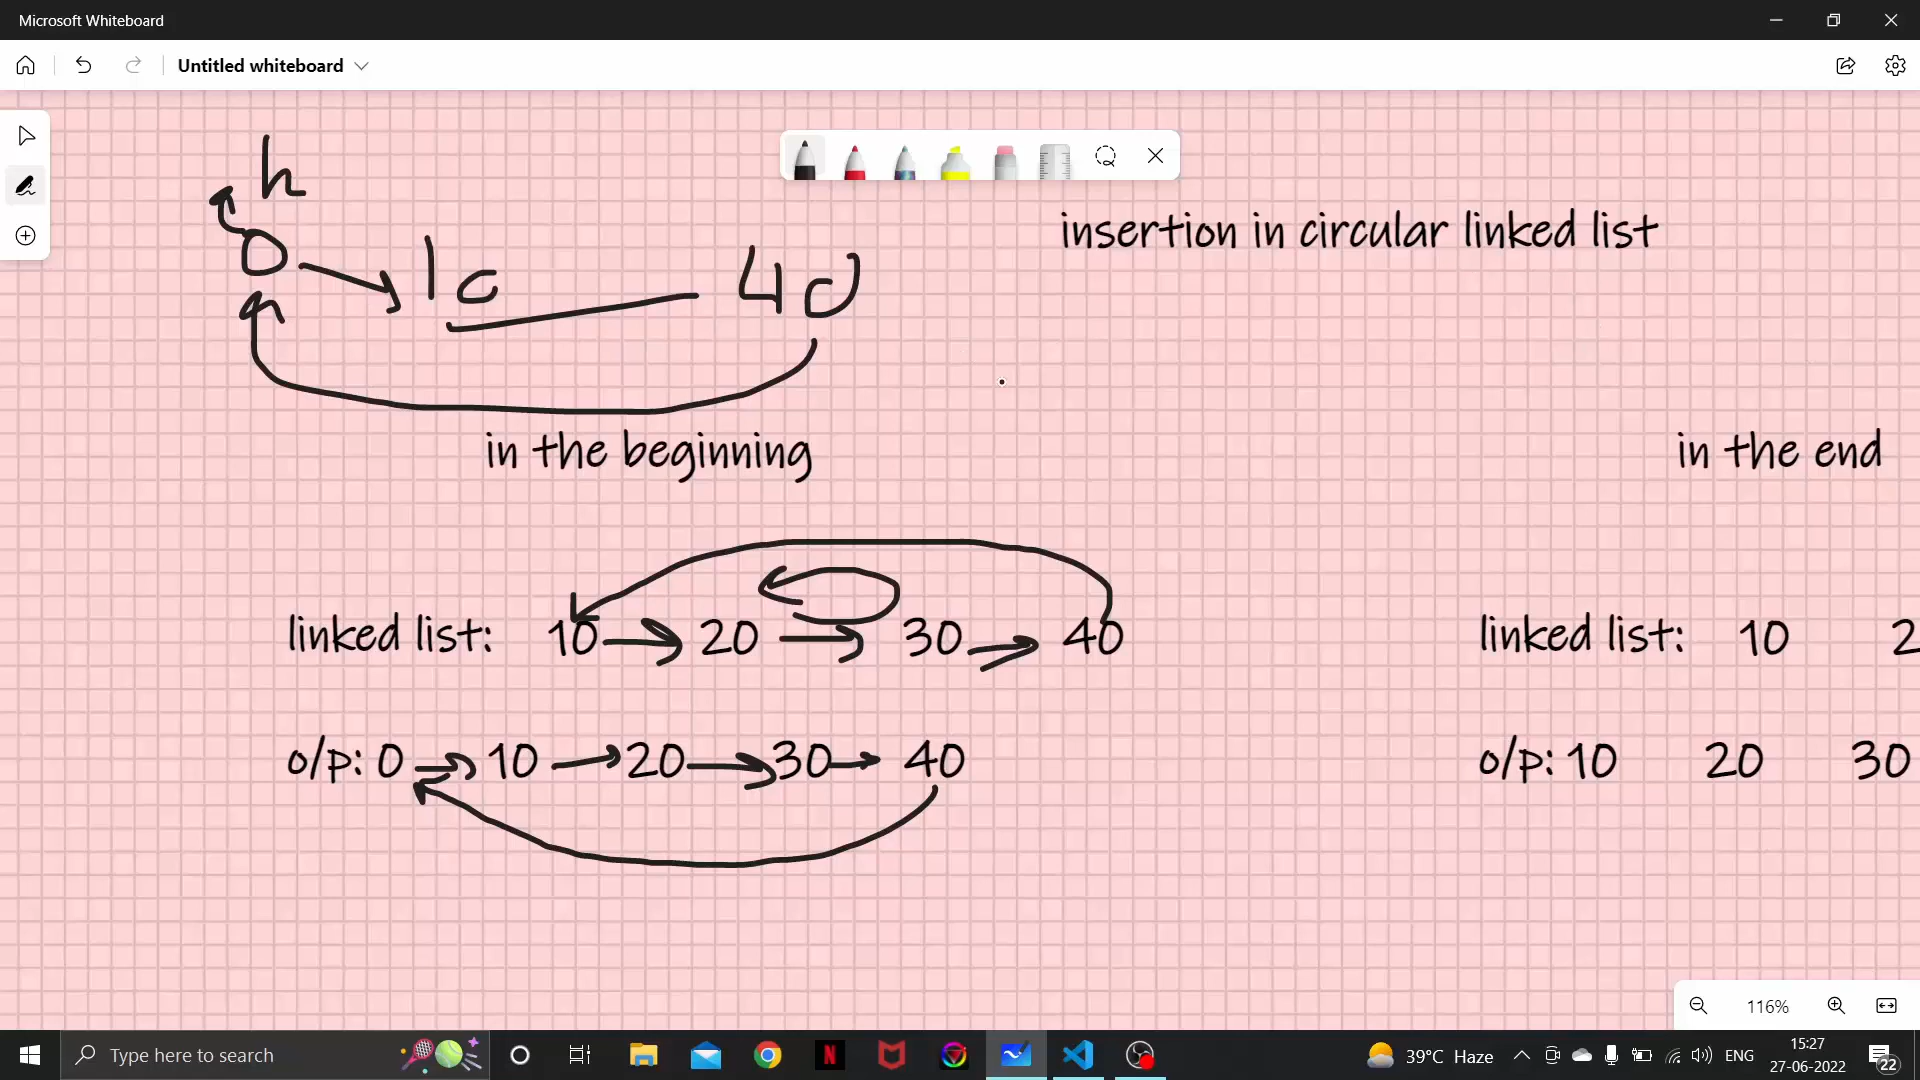 Microsoft Whiteboard
Untitled whiteboard
h
0 10 40
insertion in circular linked list
in the beginning
in the end
linked list: 10 20 30 40
linked list: 10 2
o/p: 0 10 20 30 40
o/p: 10 20 30
116%
Type here to search
39°C Haze
ENG
15:27
27-06-2022
22